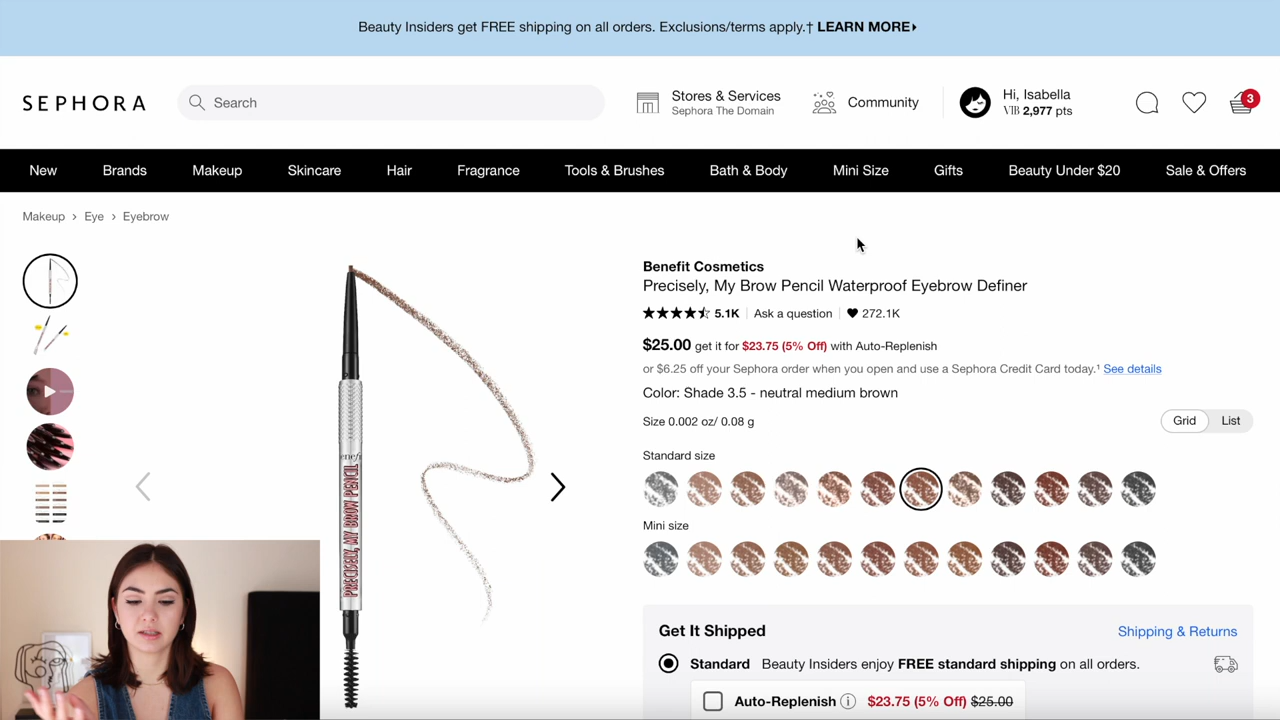 Beauty Insiders get FREE shipping on all orders. Exclusions/terms apply.† LEARN MORE
SEPHORA
Search
Stores & Services
Sephora The Domain
Community
Hi, Isabella
VIB 2,977 pts
3
New Brands Makeup Skincare Hair Fragrance Tools & Brushes Bath & Body Mini Size Gifts Beauty Under $20 Sale & Offers
Makeup > Eye > Eyebrow
Benefit Cosmetics
Precisely, My Brow Pencil Waterproof Eyebrow Definer
5.1K | Ask a question | 272.1K
$25.00 get it for $23.75 (5% Off) with Auto-Replenish
or $6.25 off your Sephora order when you open and use a Sephora Credit Card today.¹ See details
Color: Shade 3.5 - neutral medium brown
Size 0.002 oz/ 0.08 g
Grid List
Standard size
Mini size
PRECISELY, MY BROW PENCIL
Get It Shipped
Shipping & Returns
Standard Beauty Insiders enjoy FREE standard shipping on all orders.
Auto-Replenish $23.75 (5% Off) $25.00